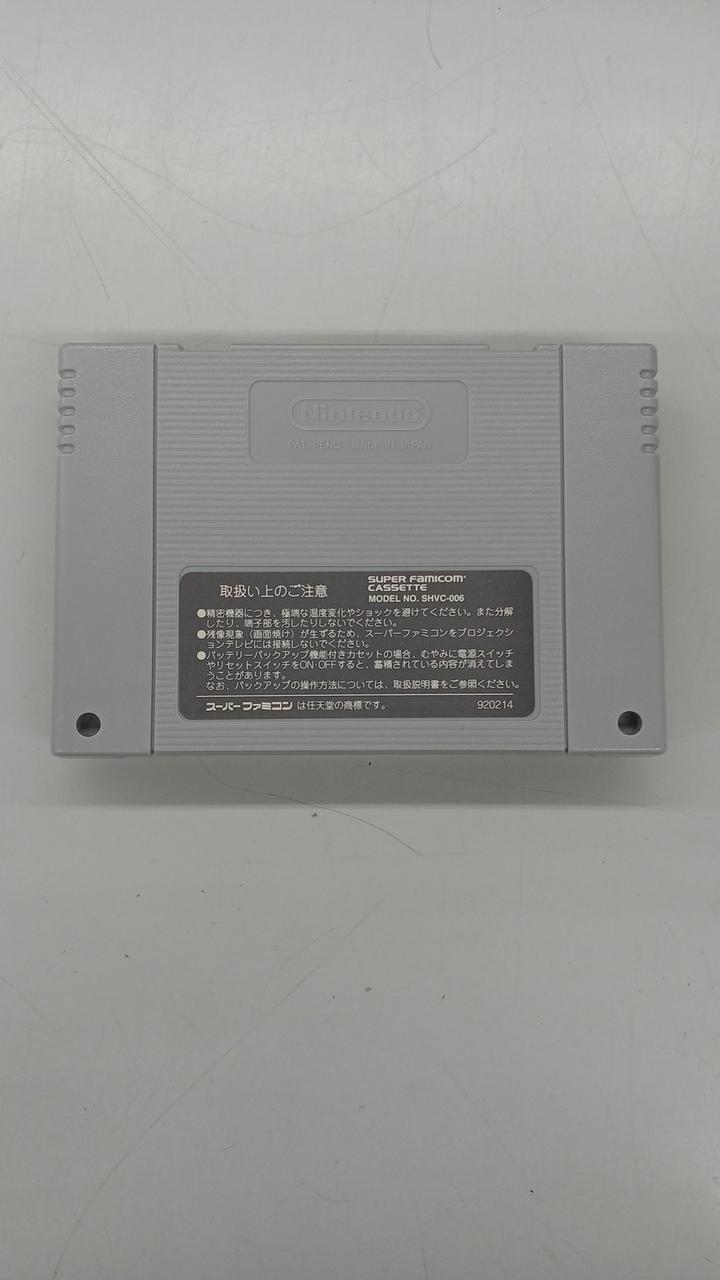 Nintendo
PAT. PEND. MADE IN JAPAN
取扱い上のご注意
SUPER FAMICOM
CASSETTE
MODEL NO. SHVC-006
●精密機器につき、極端な温度変化やショックを避けてください。また分解
したり、端子部を汚したりしないでください。
●残像現象（画面焼け）が生ずるため、スーパーファミコンをプロジェクシ
ョンテレビには接続しないでください。
●バッテリーバックアップ機能付きカセットの場合、むやみに電源スイッチ
やリセットスイッチをON·OFFすると、蓄積されている内容が消えてしま
うことがあります。
なお、バックアップの操作方法については、取扱説明書をご参照ください。
スーパーファミコン は任天堂の商標です。 920214